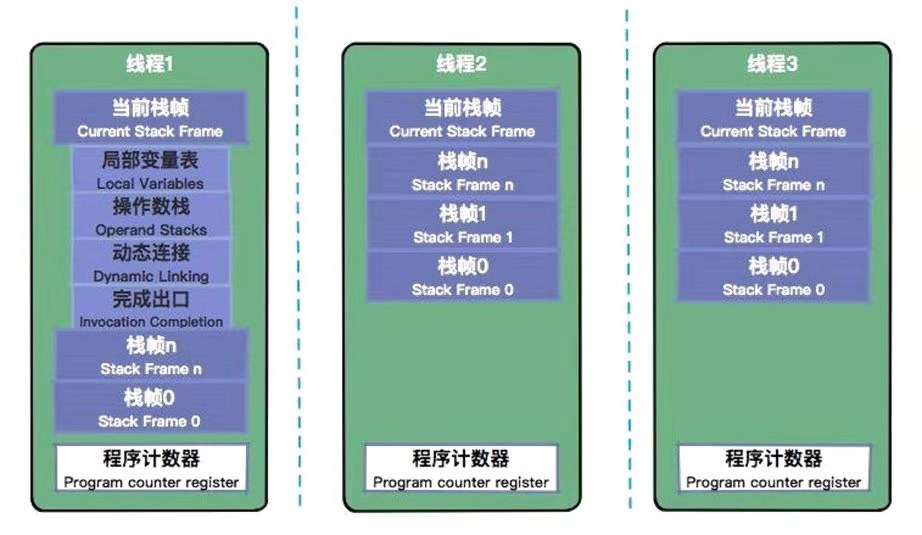 线程1
当前栈帧
Current Stack Frame
局部变量表
Local Variables
操作数栈
Operand Stacks
动态连接
Dynamic Linking
完成出口
Invocation Completion
栈帧n
Stack Frame n
栈帧0
Stack Frame 0
程序计数器
Program counter register
线程2
当前栈帧
Current Stack Frame
栈帧n
Stack Frame n
栈帧1
Stack Frame 1
栈帧0
Stack Frame 0
程序计数器
Program counter register
线程3
当前栈帧
Current Stack Frame
栈帧n
Stack Frame n
栈帧1
Stack Frame 1
栈帧0
Stack Frame 0
程序计数器
Program counter register